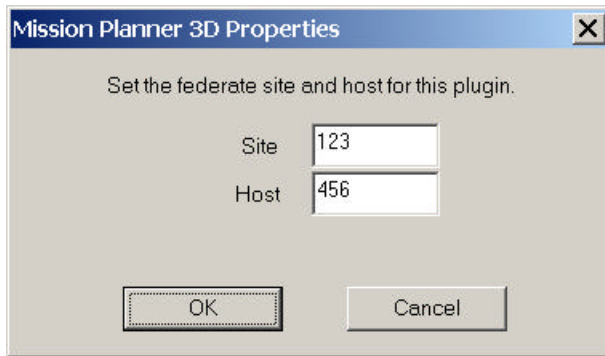 Mission Planner 3D Properties
Set the federate site and host for this plugin.
Site 123
Host 456
OK Cancel